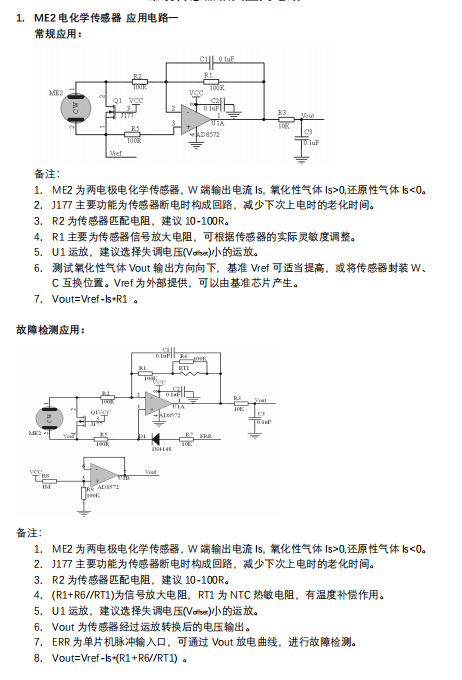 1. ME2 电化学传感器 应用电路一
常规应用：
C1 0.1uF
R2 R1
100R 100K
ME2 Q1 VCC VCC C2
0.1uF
CW J177 U1A R3 Vout
R5 AD8572 10K C3
100R 0.1uF
Vref
备注：
1. ME2 为两电极电化学传感器, W 端输出电流 Is, 氧化性气体 Is>0,还原性气体 Is<0。
2. J177 主要功能为传感器断电时构成回路，减少下次上电时的老化时间。
3. R2 为传感器匹配电阻，建议 10-100R。
4. R1 主要为传感器信号放大电阻，可根据传感器的实际灵敏度调整。
5. U1 运放，建议选择失调电压(Voffset)小的运放。
6. 测试氧化性气体 Vout 输出方向向下，基准 Vref 可适当提高，或将传感器封装 W、
C 互换位置。Vref 为外部提供，可以由基准芯片产生。
7. Vout=Vref-Is*R1 。
故障检测应用：
C1
0.1uF R6 100K
R1 RT1
R2 100K
100R VCC C2
0.1uF
CW Q1 VCC U1A R3 Vout
J177 AD8572 10K C3
ME2 Vref R5 D1 R7 ERR 0.1uF
100R IN4148 10K
VCC
R8 U1B Vref
1M R9 AD8572
100K
备注：
1. ME2 为两电极电化学传感器, W 端输出电流 Is, 氧化性气体 Is>0,还原性气体 Is<0。
2. J177 主要功能为传感器断电时构成回路，减少下次上电时的老化时间。
3. R2 为传感器匹配电阻，建议 10-100R。
4. (R1+R6//RT1)为信号放大电阻，RT1 为 NTC 热敏电阻，有温度补偿作用。
5. U1 运放，建议选择失调电压(Voffset)小的运放。
6. Vout 为传感器经过运放转换后的电压输出。
7. ERR 为单片机脉冲输入口，可通过 Vout 放电曲线，进行故障检测。
8. Vout=Vref-Is*(R1+R6//RT1) 。